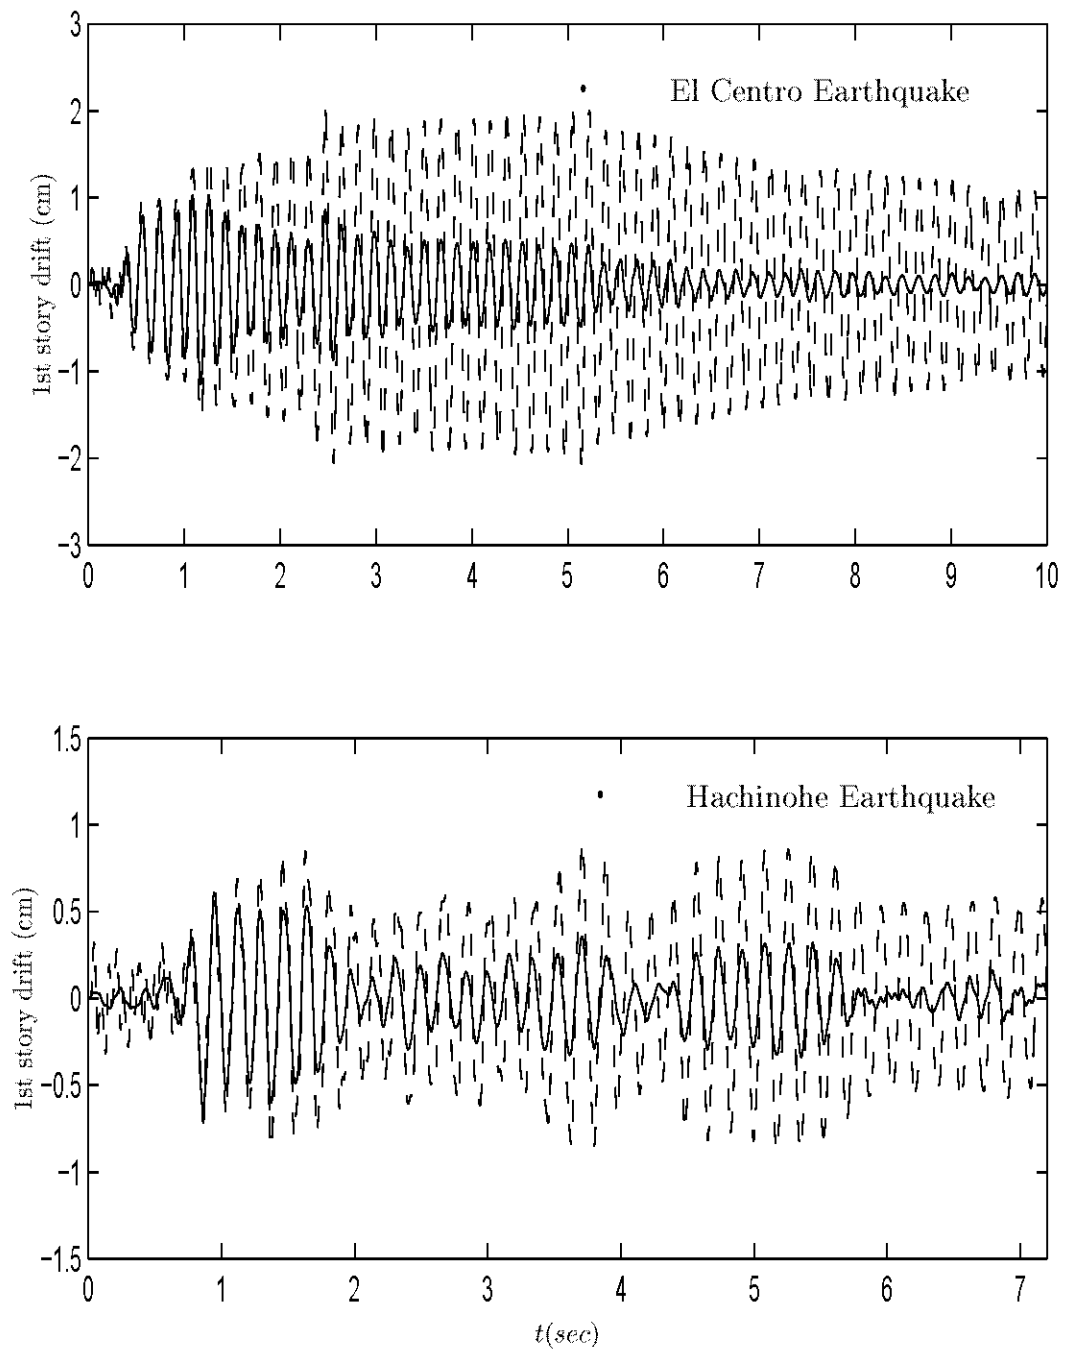 3
El Centro Earthquake
2
1
0
−1
−2
−3
1st story drift (cm)
0 1 2 3 4 5 6 7 8 9 10
1.5
Hachinohe Earthquake
1
0.5
0
−0.5
−1
−1.5
1st story drift (cm)
0 1 2 3 4 5 6 7
t(sec)